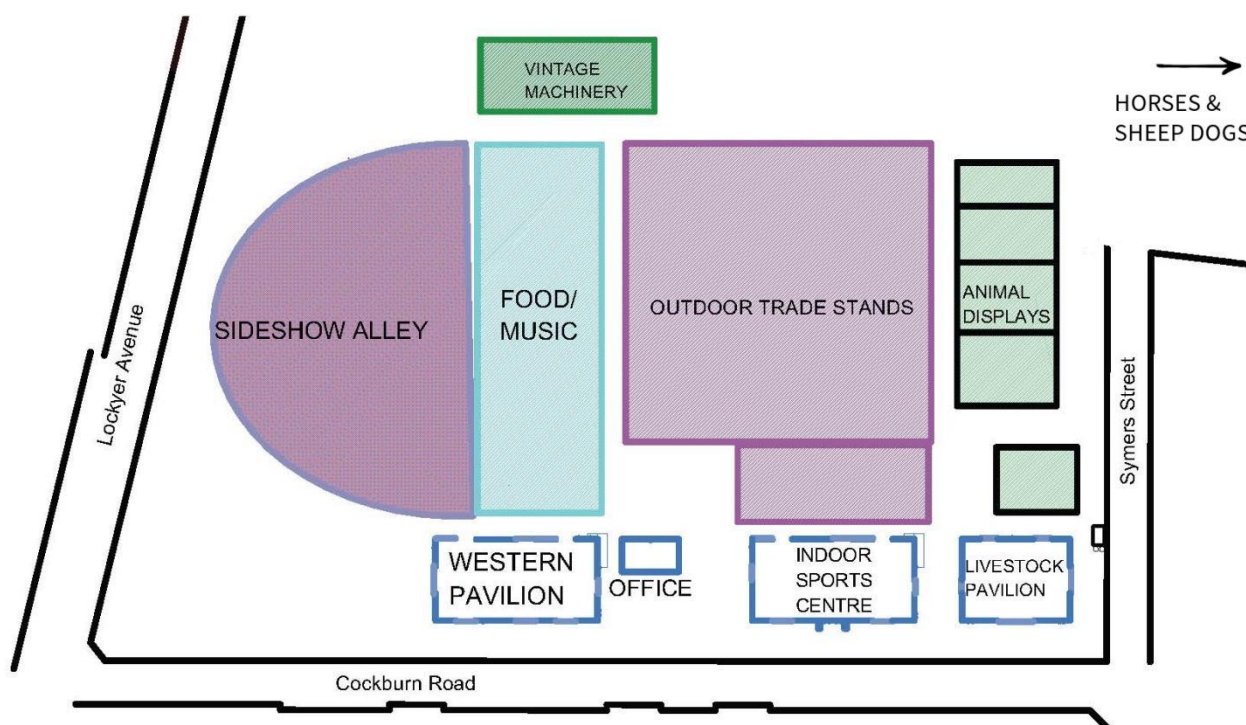 VINTAGE
MACHINERY
HORSES &
SHEEP DOGS
SIDESHOW ALLEY
FOOD/
MUSIC
OUTDOOR TRADE STANDS
ANIMAL
DISPLAYS
Lockyer Avenue
Symers Street
WESTERN
PAVILION
OFFICE
INDOOR
SPORTS
CENTRE
LIVESTOCK
PAVILION
Cockburn Road